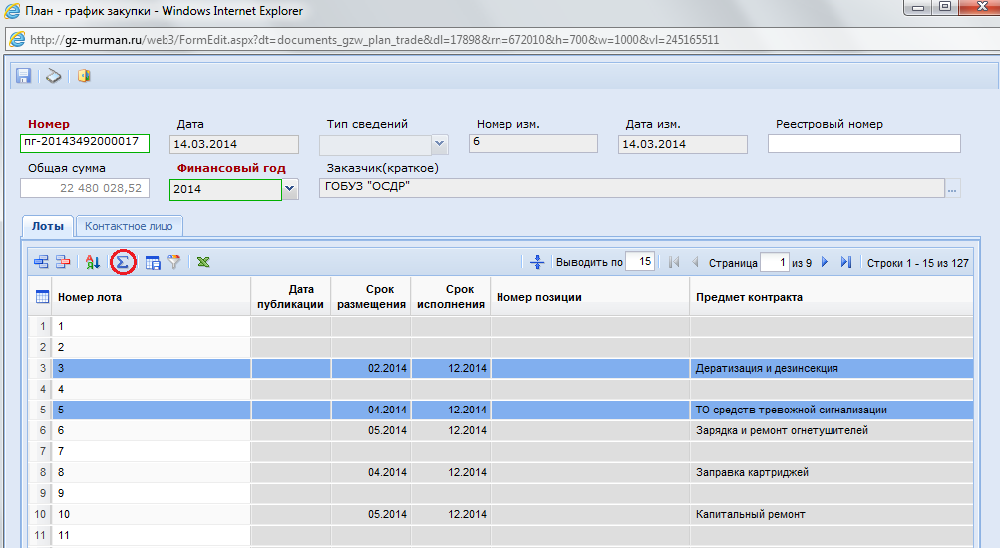 План - график закупки - Windows Internet Explorer
http://gz-murman.ru/web3/FormEdit.aspx?dt=documents_gzw_plan_trade&dl=17898&rn=672010&h=700&w=1000&vl=245165511
Номер Дата Тип сведений Номер изм. Дата изм. Реестровый номер
пг-20143492000017 14.03.2014 6 14.03.2014
Общая сумма Финансовый год Заказчик(краткое)
22 480 028,52 2014 ГОБУЗ "ОСДР" ...
Лоты Контактное лицо
Выводить по 15 Страница 1 из 9 Строки 1 - 15 из 127
Номер лота Дата публикации Срок размещения Срок исполнения Номер позиции Предмет контракта
1 1
2 2
3 3 02.2014 12.2014 Дератизация и дезинсекция
4 4
5 5 04.2014 12.2014 ТО средств тревожной сигнализации
6 6 05.2014 12.2014 Зарядка и ремонт огнетушителей
7 7
8 8 04.2014 12.2014 Заправка картриджей
9 9
10 10 05.2014 12.2014 Капитальный ремонт
11 11